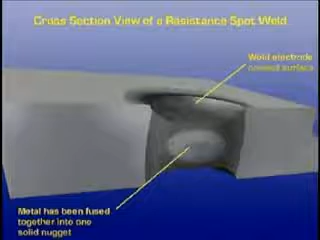 Cross Section View of a Resistance Spot Weld
Weld electrode
contact surface
Metal has been fused
together into one
solid nugget